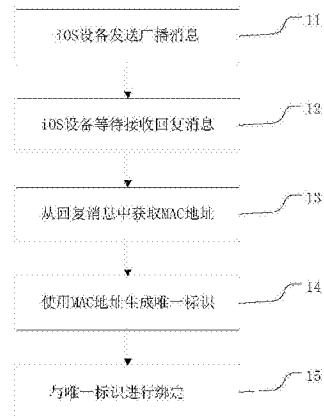 iOS设备发送广播消息
11
iOS设备等待接收回复消息
12
从回复消息中获取MAC地址
13
使用MAC地址生成唯一标识
14
与唯一标识进行绑定
15